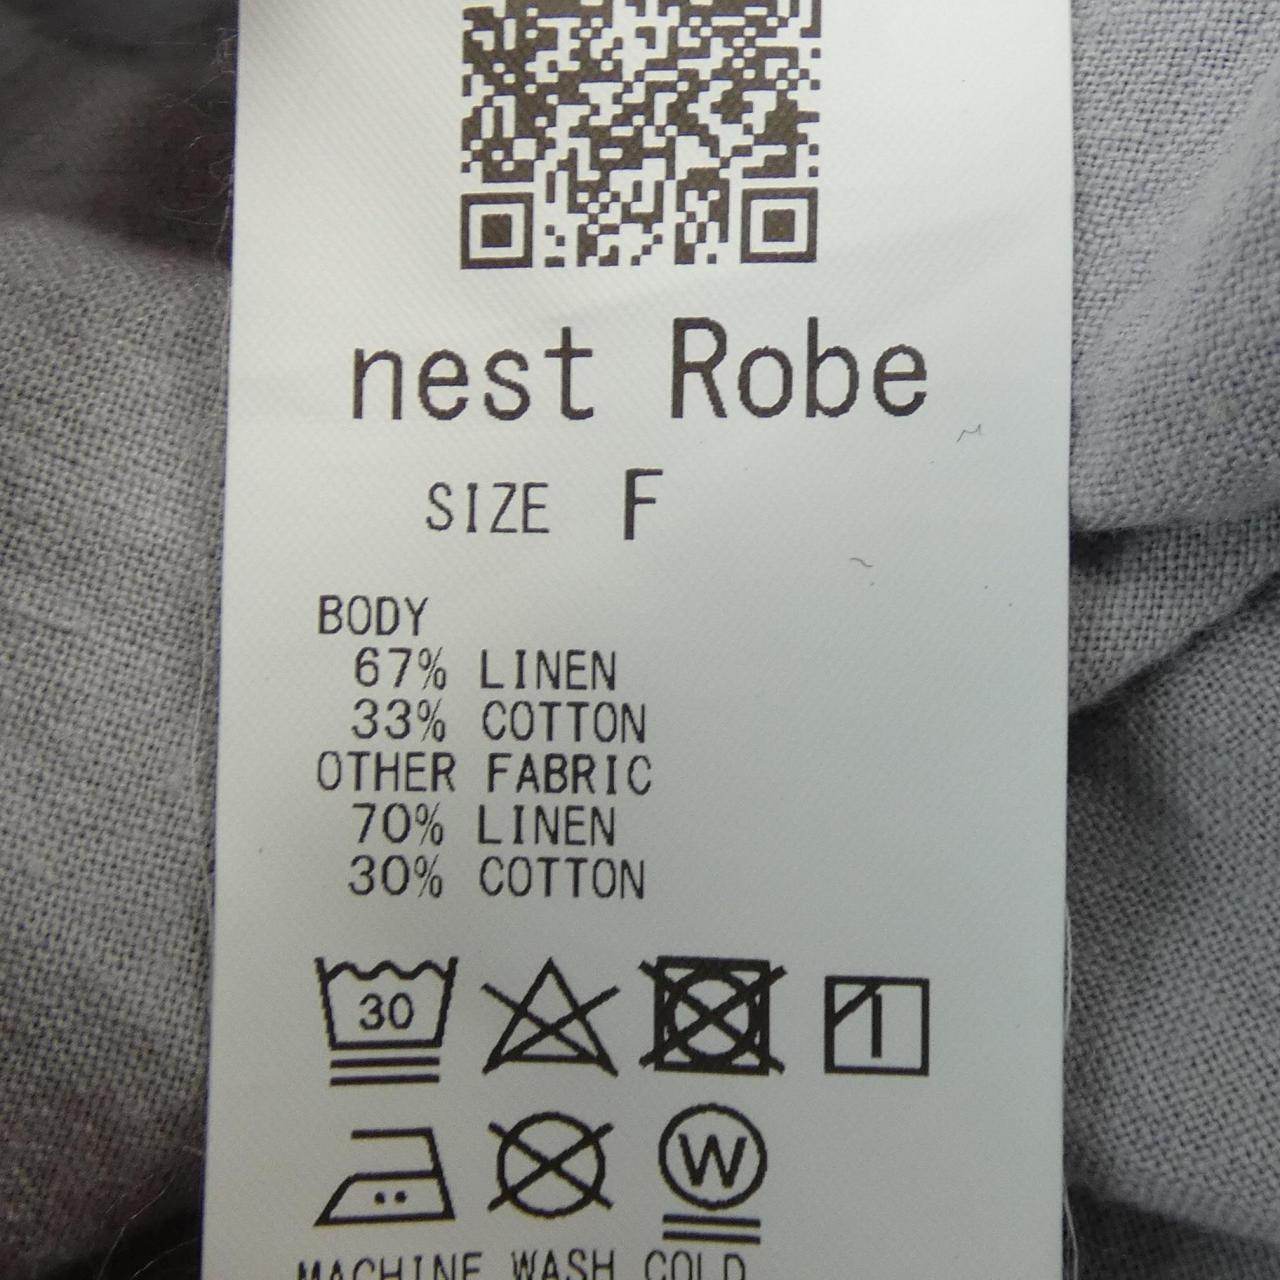 nest Robe
SIZE F
BODY
67% LINEN
33% COTTON
OTHER FABRIC
70% LINEN
30% COTTON
30
W
MACHINE WASH COLD